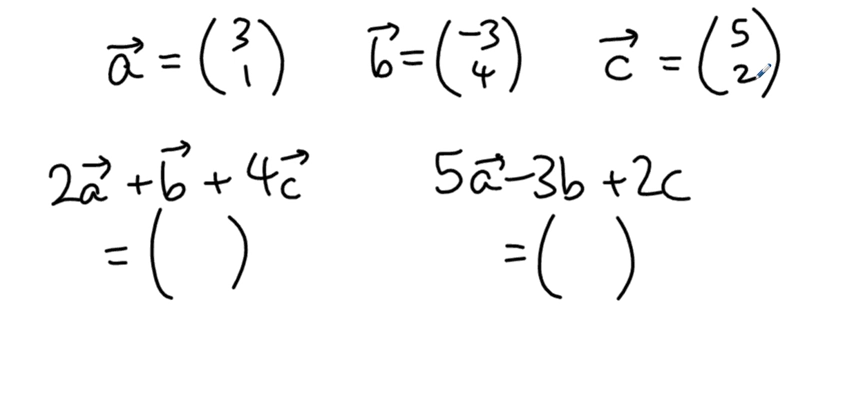 a⃗ = (3 1) b⃗ = (-3 4) c⃗ = (5 2)
2a⃗ + b⃗ + 4c⃗ 5a⃗ - 3b + 2c
= ( ) = ( )